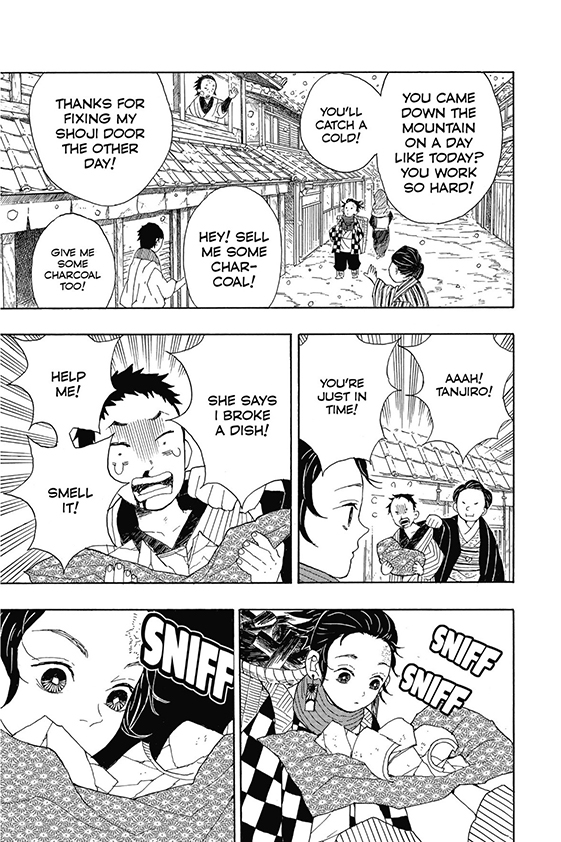 YOU CAME
DOWN THE
MOUNTAIN
ON A DAY
LIKE TODAY?
YOU WORK
SO HARD!
YOU'LL
CATCH A
COLD!
THANKS FOR
FIXING MY
SHOJI DOOR
THE OTHER
DAY!
HEY! SELL
ME SOME
CHAR-
COAL!
GIVE ME
SOME
CHARCOAL
TOO!
AAAH!
TANJIRO!
YOU'RE
JUST IN
TIME!
SHE SAYS
I BROKE
A DISH!
HELP
ME!
SMELL
IT!
SNIFF
SNIFF
SNIFF